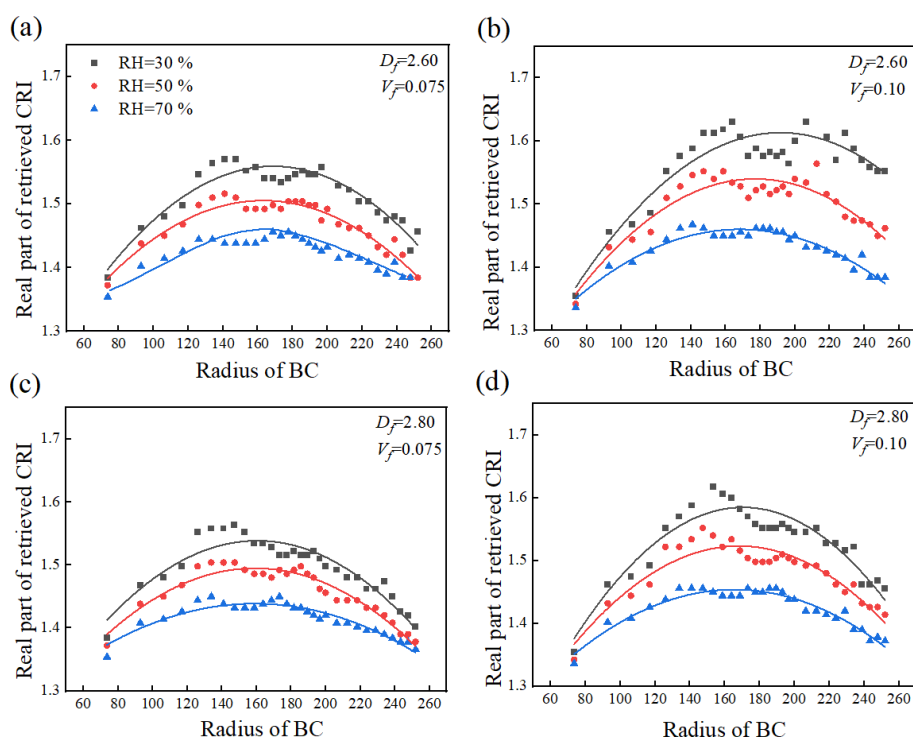 (a)
Real part of retrieved CRI
1.7
1.6
1.5
1.4
1.3
RH=30 %
RH=50 %
RH=70 %
Df=2.60
Vf=0.075
60 80 100 120 140 160 180 200 220 240 260
Radius of BC
(b)
Real part of retrieved CRI
1.7
1.6
1.5
1.4
1.3
Df=2.60
Vf=0.10
60 80 100 120 140 160 180 200 220 240 260
Radius of BC
(c)
Real part of retrieved CRI
1.7
1.6
1.5
1.4
1.3
Df=2.80
Vf=0.075
60 80 100 120 140 160 180 200 220 240 260
Radius of BC
(d)
Real part of retrieved CRI
1.7
1.6
1.5
1.4
1.3
Df=2.80
Vf=0.10
60 80 100 120 140 160 180 200 220 240 260
Radius of BC